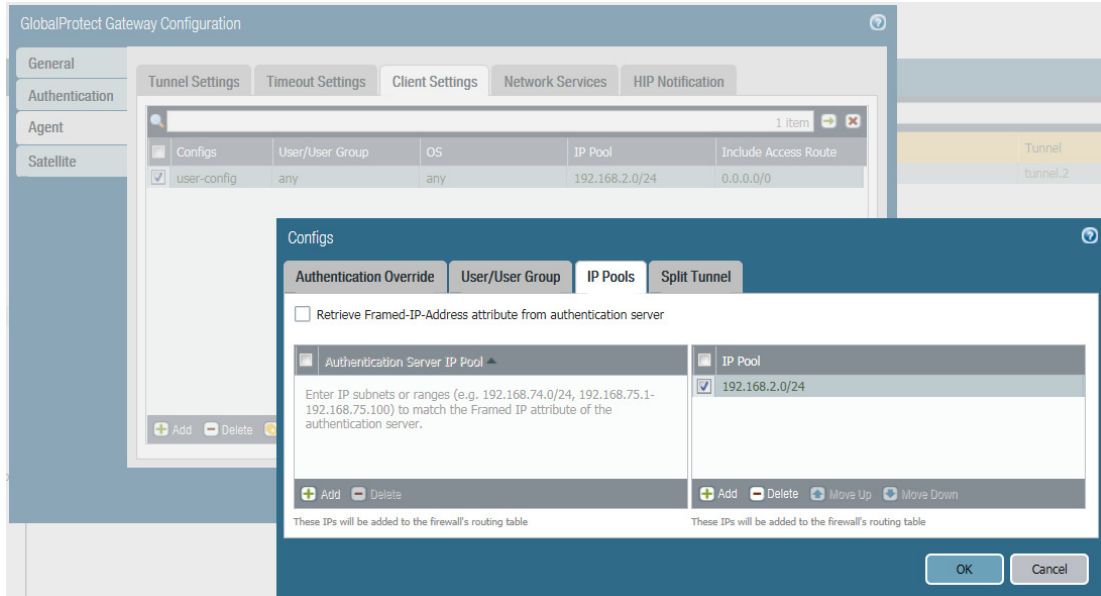 GlobalProtect Gateway Configuration
General
Authentication
Agent
Satellite
Tunnel Settings
Timeout Settings
Client Settings
Network Services
HIP Notification
1 item
Configs
User/User Group
OS
IP Pool
Include Access Route
user-config
any
any
192.168.2.0/24
0.0.0.0/0
Tunnel
tunnel.2
Add
Delete
Configs
Authentication Override
User/User Group
IP Pools
Split Tunnel
Retrieve Framed-IP-Address attribute from authentication server
Authentication Server IP Pool
Enter IP subnets or ranges (e.g. 192.168.74.0/24, 192.168.75.1-
192.168.75.100) to match the Framed IP attribute of the
authentication server.
Add
Delete
These IPs will be added to the firewall's routing table
IP Pool
192.168.2.0/24
Add
Delete
Move Up
Move Down
These IPs will be added to the firewall's routing table
OK
Cancel